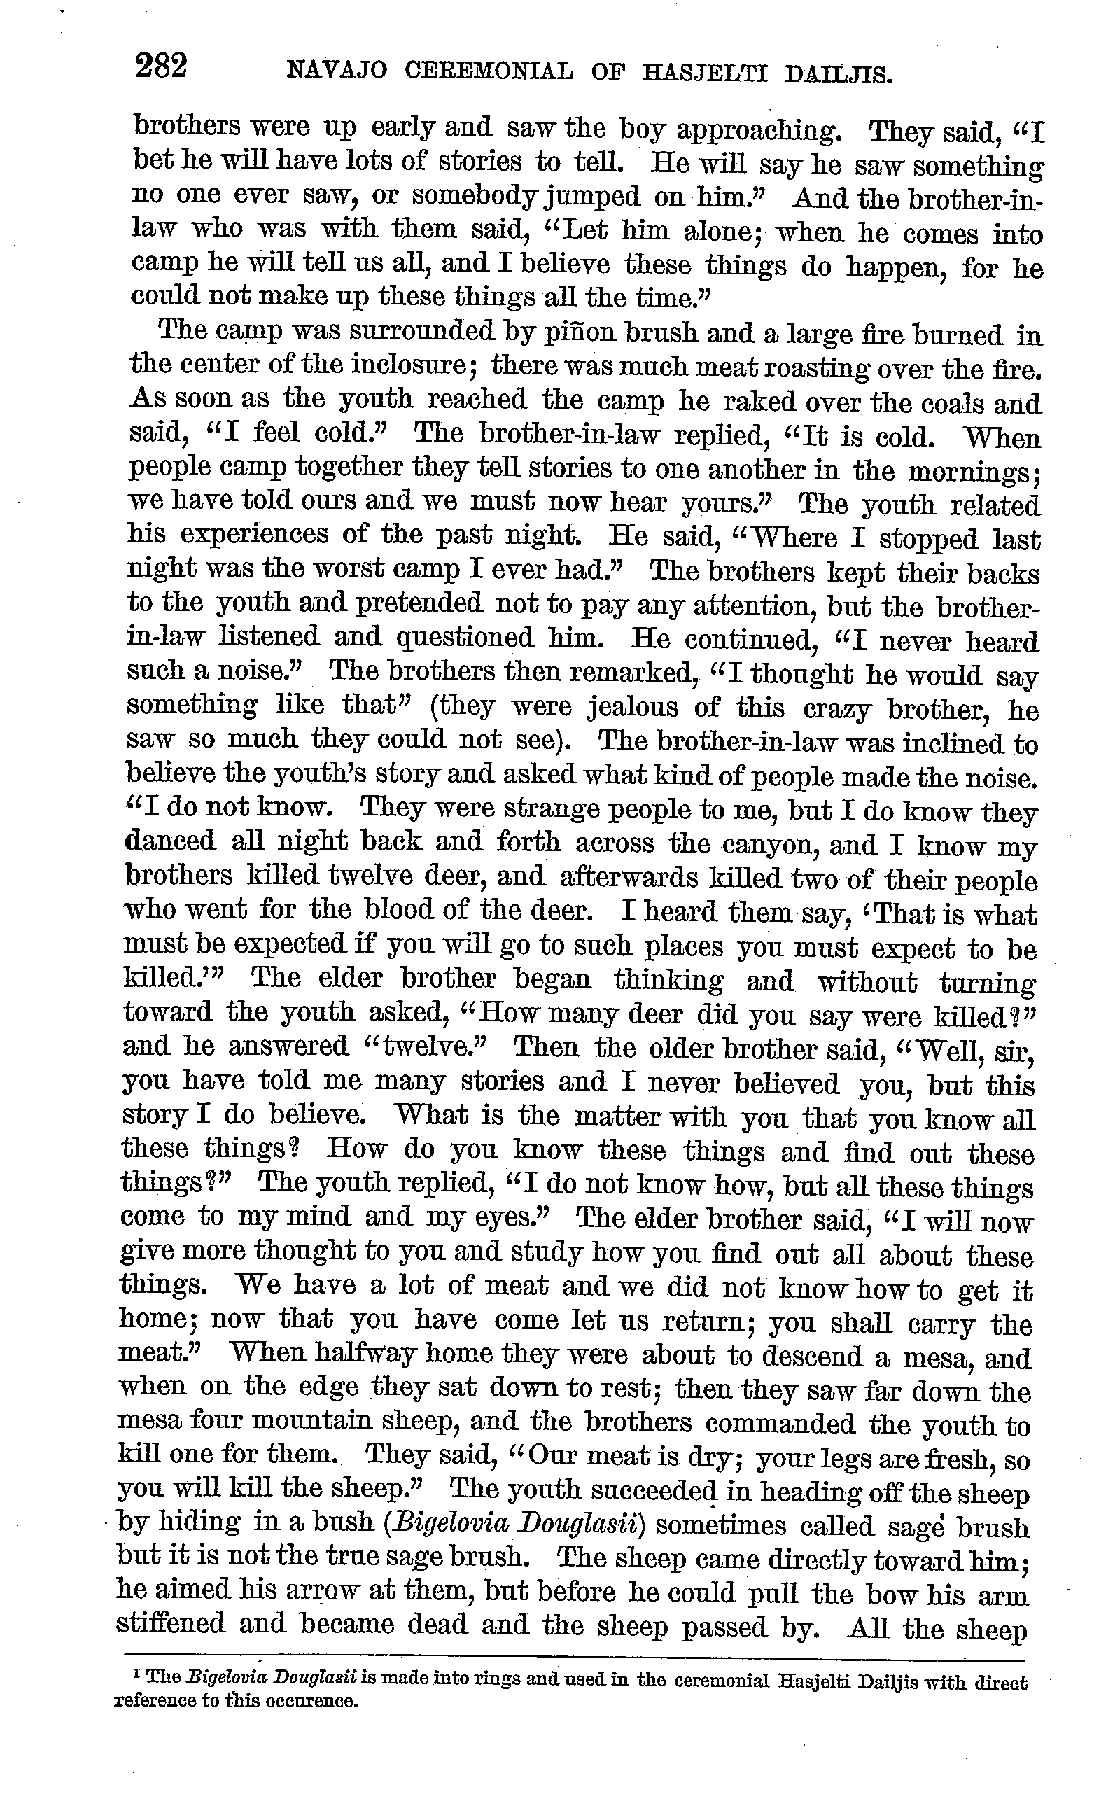 282 NAVAJO CEREMONIAL OF HASJELTI DAILJIS.
brothers were up early and saw the boy approaching. They said, “I
bet he will have lots of stories to tell. He will say he saw something
no one ever saw, or somebody jumped on him.” And the brother-in-
law who was with them said, “Let him alone; when he comes into
camp he will tell us all, and I believe these things do happen, for he
could not make up these things all the time.”
The camp was surrounded by piñon brush and a large fire burned in
the center of the inclosure; there was much meat roasting over the fire.
As soon as the youth reached the camp he raked over the coals and
said, “I feel cold.” The brother-in-law replied, “It is cold. When
people camp together they tell stories to one another in the mornings;
we have told ours and we must now hear yours.” The youth related
his experiences of the past night. He said, “Where I stopped last
night was the worst camp I ever had.” The brothers kept their backs
to the youth and pretended not to pay any attention, but the brother-
in-law listened and questioned him. He continued, “I never heard
such a noise.” The brothers then remarked, “I thought he would say
something like that” (they were jealous of this crazy brother, he
saw so much they could not see). The brother-in-law was inclined to
believe the youth’s story and asked what kind of people made the noise.
“I do not know. They were strange people to me, but I do know they
danced all night back and forth across the canyon, and I know my
brothers killed twelve deer, and afterwards killed two of their people
who went for the blood of the deer. I heard them say, ‘That is what
must be expected if you will go to such places you must expect to be
killed.’” The elder brother began thinking and without turning
toward the youth asked, “How many deer did you say were killed?”
and he answered “twelve.” Then the older brother said, “Well, sir,
you have told me many stories and I never believed you, but this
story I do believe. What is the matter with you that you know all
these things? How do you know these things and find out these
things?” The youth replied, “I do not know how, but all these things
come to my mind and my eyes.” The elder brother said, “I will now
give more thought to you and study how you find out all about these
things. We have a lot of meat and we did not know how to get it
home; now that you have come let us return; you shall carry the
meat.” When halfway home they were about to descend a mesa, and
when on the edge they sat down to rest; then they saw far down the
mesa four mountain sheep, and the brothers commanded the youth to
kill one for them. They said, “Our meat is dry; your legs are fresh, so
you will kill the sheep.” The youth succeeded in heading off the sheep
by hiding in a bush (Bigelovia Douglasii) sometimes called sage brush
but it is not the true sage brush. The sheep came directly toward him;
he aimed his arrow at them, but before he could pull the bow his arm
stiffened and became dead and the sheep passed by. All the sheep
¹ The Bigelovia Douglasii is made into rings and used in the ceremonial Hasjelti Dailjis with direct
reference to this occurence.